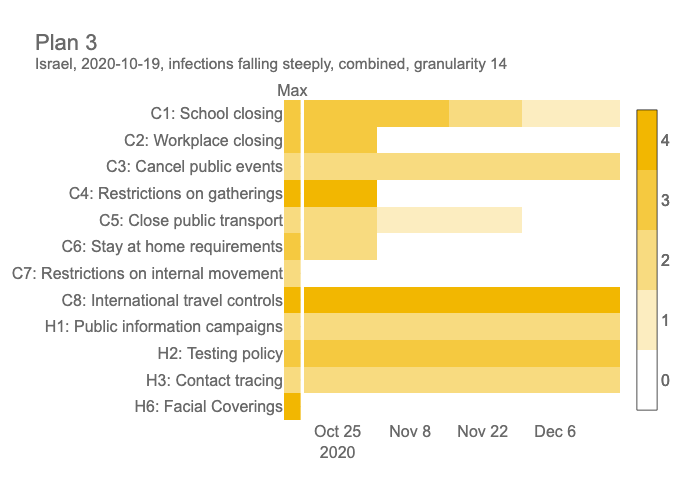 Plan 3
Israel, 2020-10-19, infections falling steeply, combined, granularity 14
Max
C1: School closing
C2: Workplace closing
C3: Cancel public events
C4: Restrictions on gatherings
C5: Close public transport
C6: Stay at home requirements
C7: Restrictions on internal movement
C8: International travel controls
H1: Public information campaigns
H2: Testing policy
H3: Contact tracing
H6: Facial Coverings
Oct 25 Nov 8 Nov 22 Dec 6
2020
4
3
2
1
0